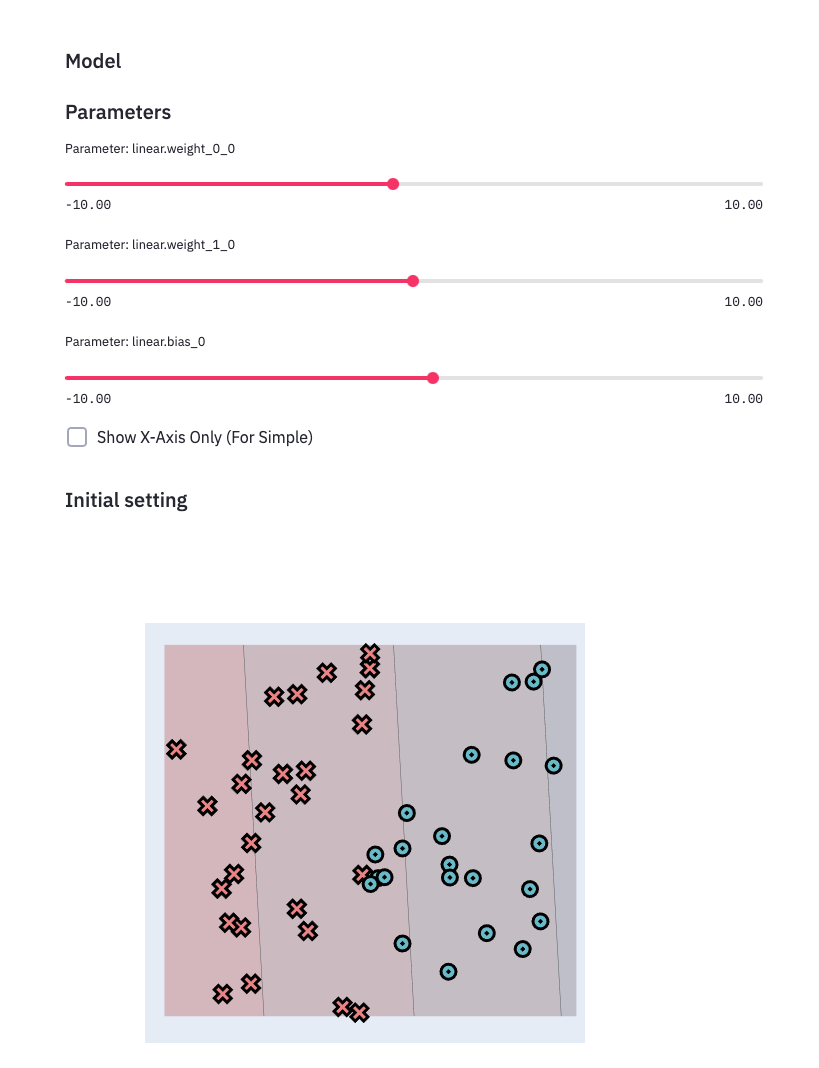 Model
Parameters
Parameter: linear.weight_0_0
-10.00 10.00
Parameter: linear.weight_1_0
-10.00 10.00
Parameter: linear.bias_0
-10.00 10.00
Show X-Axis Only (For Simple)
Initial setting